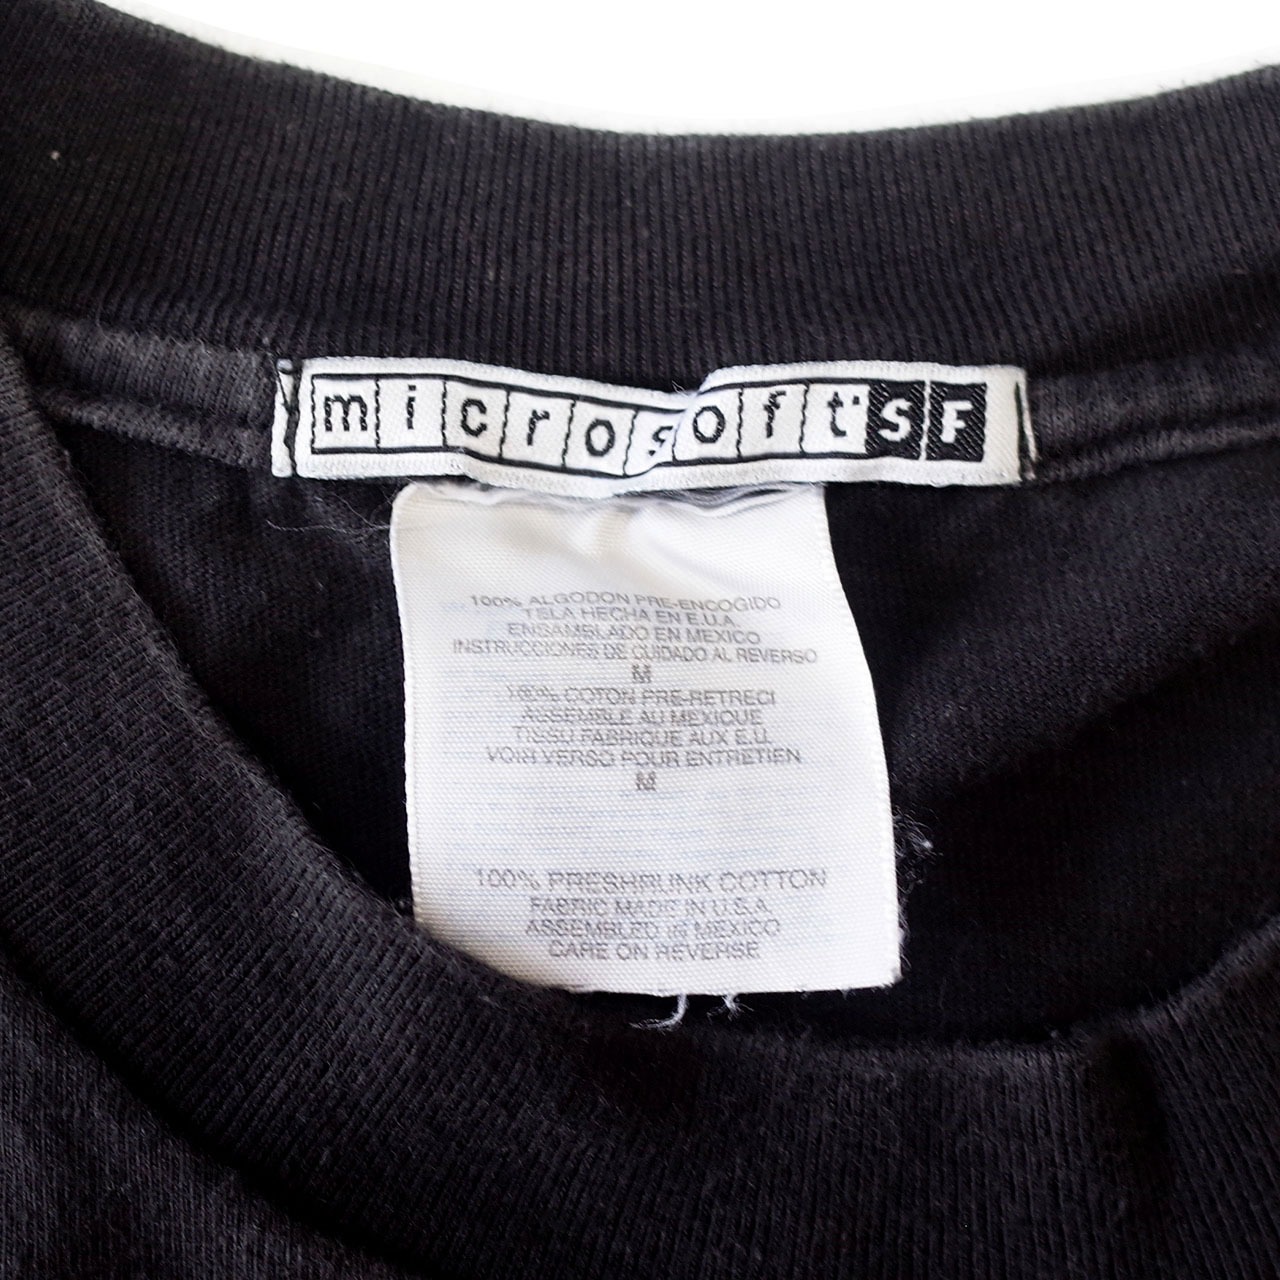 microsoft SF
100% ALGODON PRE-ENCOGIDO
TELA HECHA EN E.U.A.
ENSAMBLADO EN MEXICO
INSTRUCCIONES DE CUIDADO AL REVERSO
M
100% COTON PRE-RETRECI
ASSEMBLE AU MEXIQUE
TISSU FABRIQUE AUX E.U.
VOIR VERSO POUR ENTRETIEN
M
100% PRESHRUNK COTTON
FABRIC MADE IN U.S.A.
ASSEMBLED IN MEXICO
CARE ON REVERSE